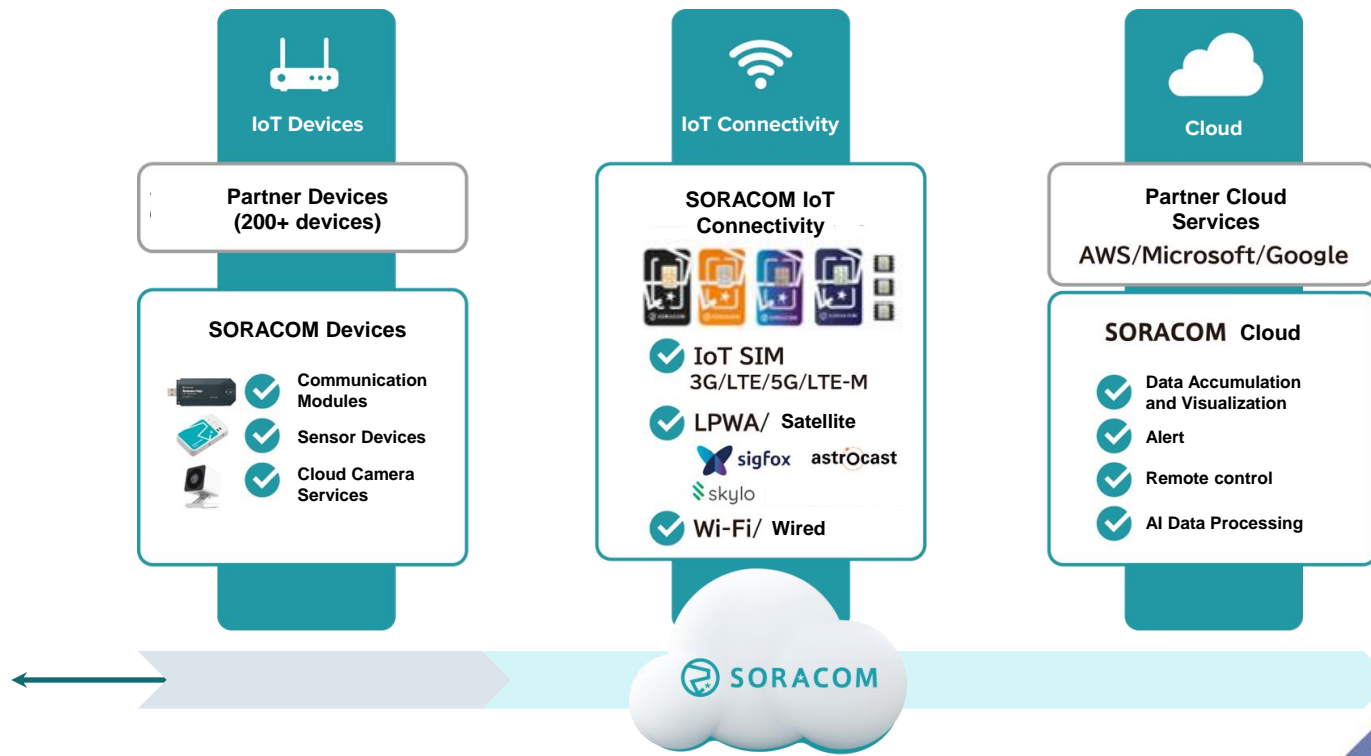 IoT Devices
Partner Devices
(200+ devices)
SORACOM Devices
Communication
Modules
Sensor Devices
Cloud Camera
Services
IoT Connectivity
SORACOM IoT
Connectivity
IoT SIM
3G/LTE/5G/LTE-M
LPWA/ Satellite
sigfox astrocast
skylo
Wi-Fi/ Wired
Cloud
Partner Cloud
Services
AWS/Microsoft/Google
SORACOM Cloud
Data Accumulation
and Visualization
Alert
Remote control
AI Data Processing
SORACOM